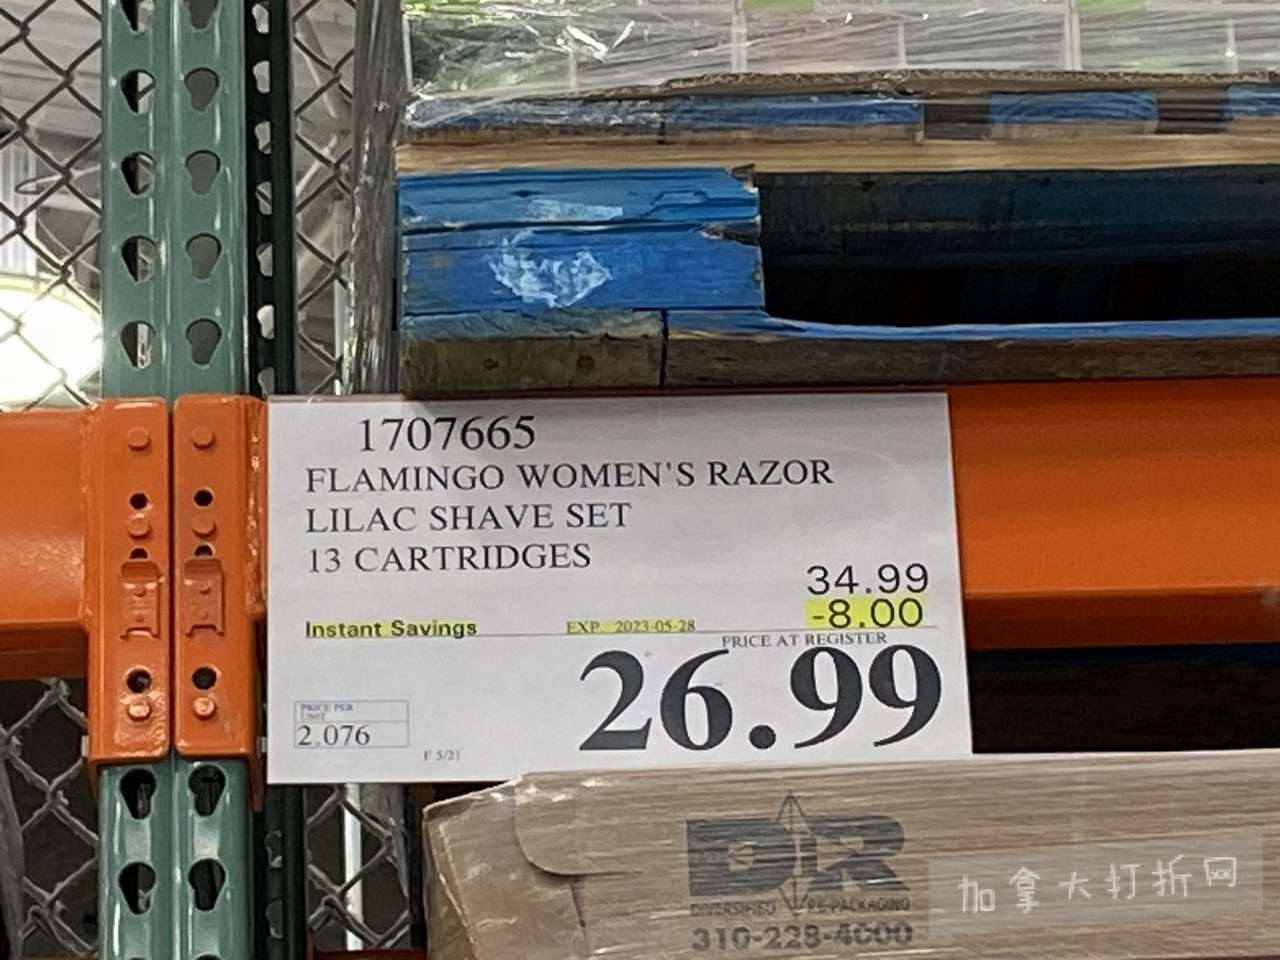 1707665
FLAMINGO WOMEN'S RAZOR
LILAC SHAVE SET
13 CARTRIDGES
34.99
Instant Savings EXP. 2023-05-28 -8.00
PRICE AT REGISTER
26.99
PRICE PER
UNIT
2.076
F 5/21
DR
DIVERSIFIED RE-PACKAGING
310-228-4000
加拿大打折网